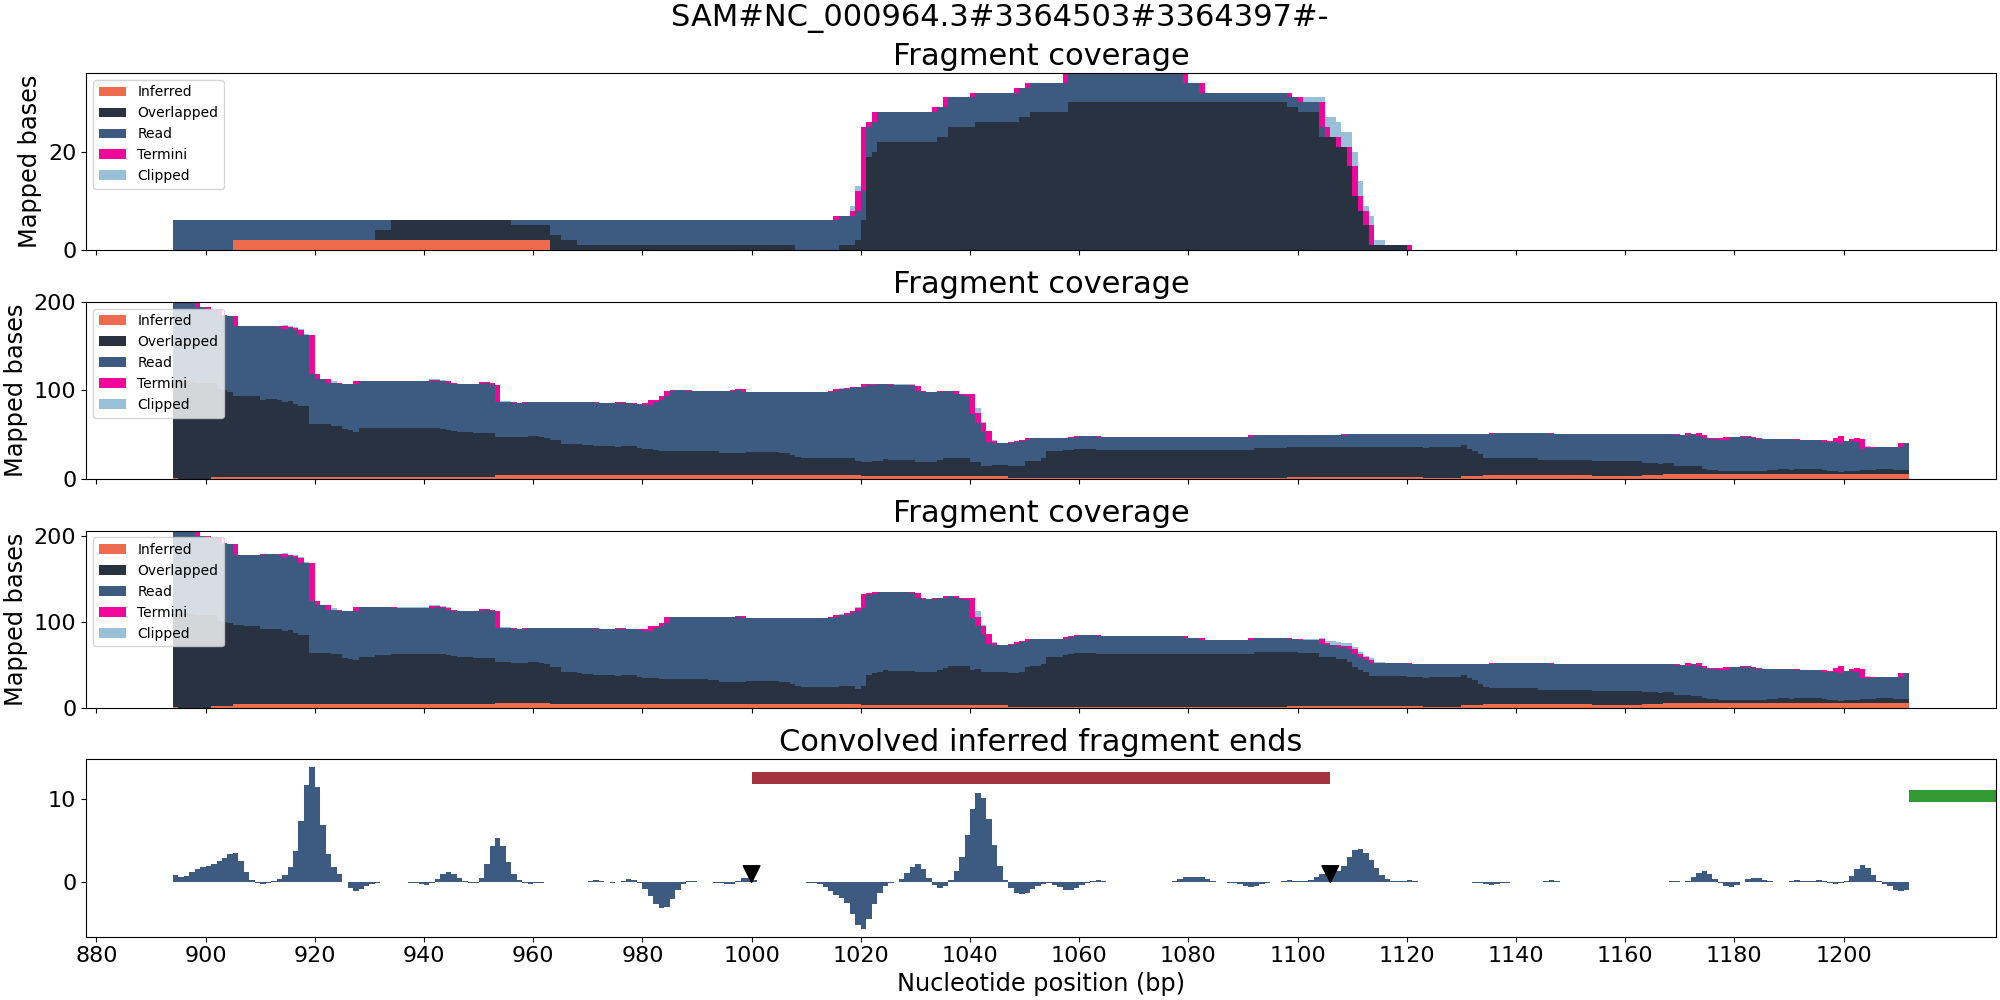 SAM#NC_000964.3#3364503#3364397#-
Fragment coverage
Mapped bases
20
0
Inferred
Overlapped
Read
Termini
Clipped
Fragment coverage
Mapped bases
200
100
0
Inferred
Overlapped
Read
Termini
Clipped
Fragment coverage
Mapped bases
200
100
0
Inferred
Overlapped
Read
Termini
Clipped
Convolved inferred fragment ends
10
0
880 900 920 940 960 980 1000 1020 1040 1060 1080 1100 1120 1140 1160 1180 1200
Nucleotide position (bp)